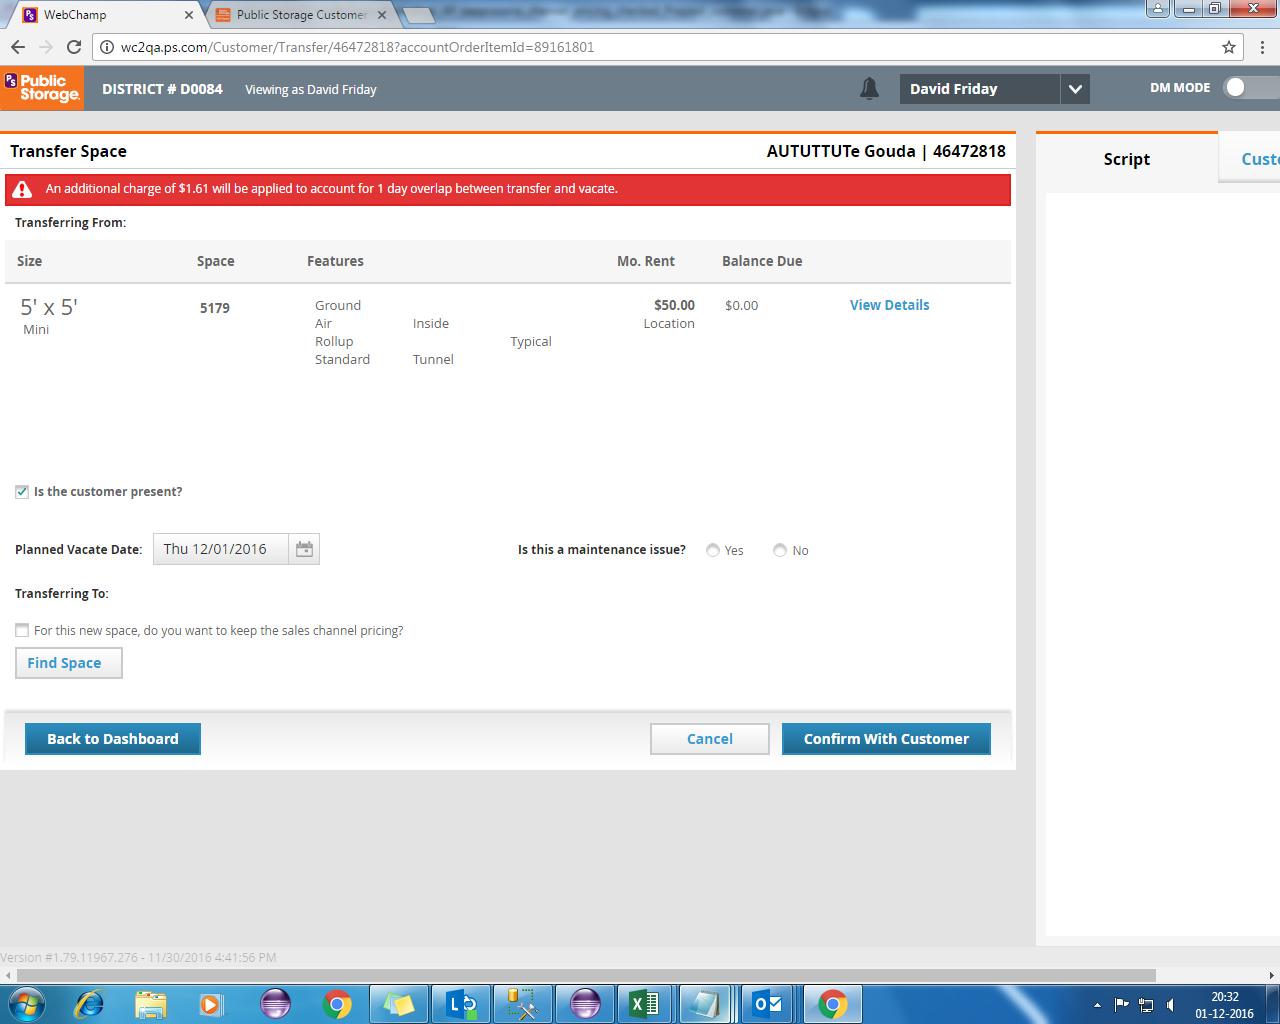 WebChamp
Public Storage Customer
wc2qa.ps.com/Customer/Transfer/46472818?accountOrderItemId=89161801
PS Public Storage.
DISTRICT # D0084
Viewing as David Friday
David Friday
DM MODE
Transfer Space
AUTUTTUTe Gouda | 46472818
Script
Custo
An additional charge of $1.61 will be applied to account for 1 day overlap between transfer and vacate.
Transferring From:
Size Space Features Mo. Rent Balance Due
5' x 5' 5179 Ground $50.00 $0.00 View Details
Mini Air Inside Location
Rollup Typical
Standard Tunnel
Is the customer present?
Planned Vacate Date: Thu 12/01/2016 Is this a maintenance issue? Yes No
Transferring To:
For this new space, do you want to keep the sales channel pricing?
Find Space
Back to Dashboard Cancel Confirm With Customer
Version #1.79.11967.276 - 11/30/2016 4:41:56 PM
20:32
01-12-2016